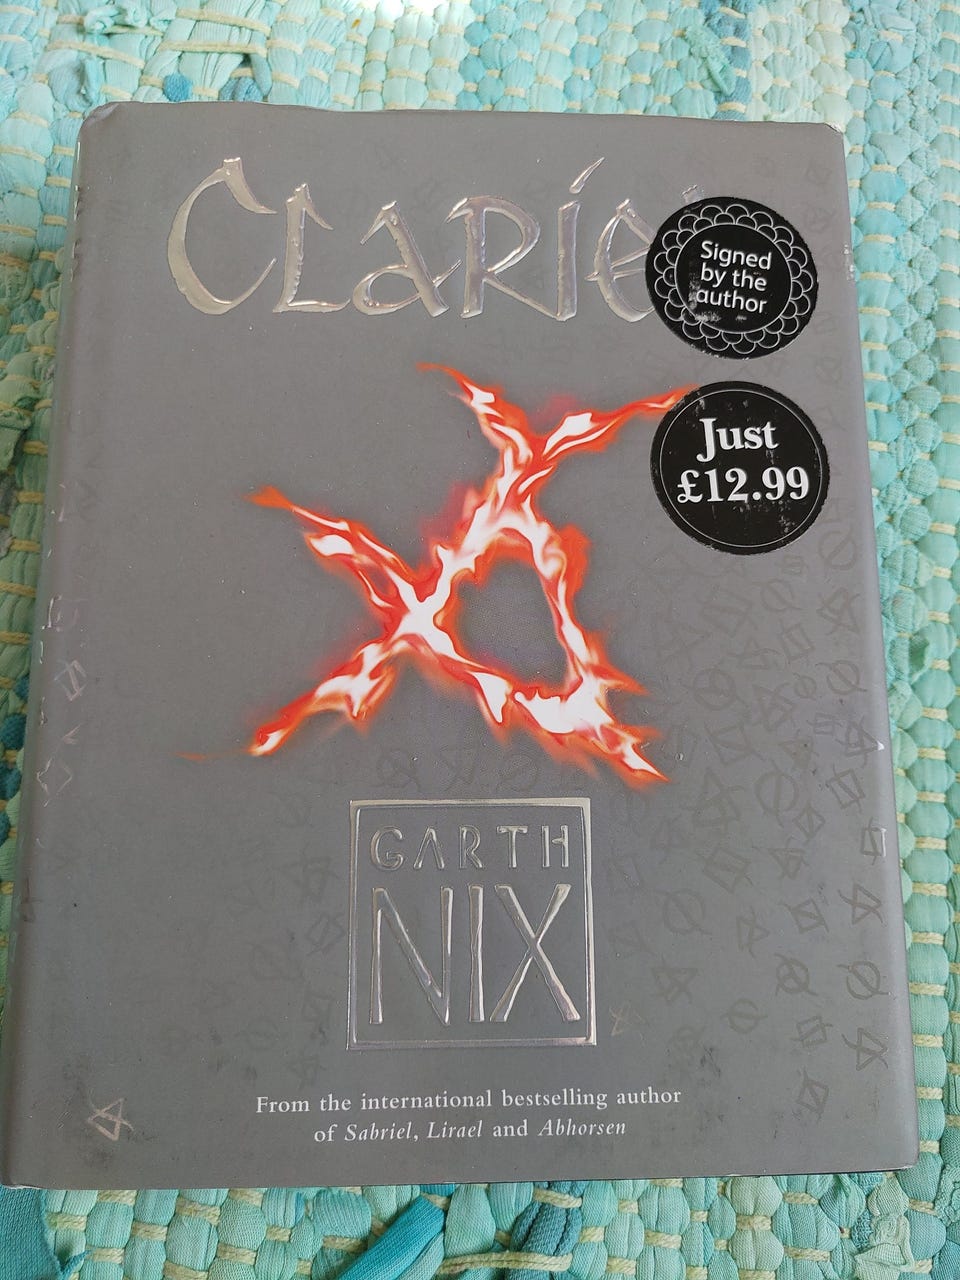 CLARIE
Signed
by the
author
Just
£12.99
GARTH
NIX
From the international bestselling author
of Sabriel, Lirael and Abhorsen